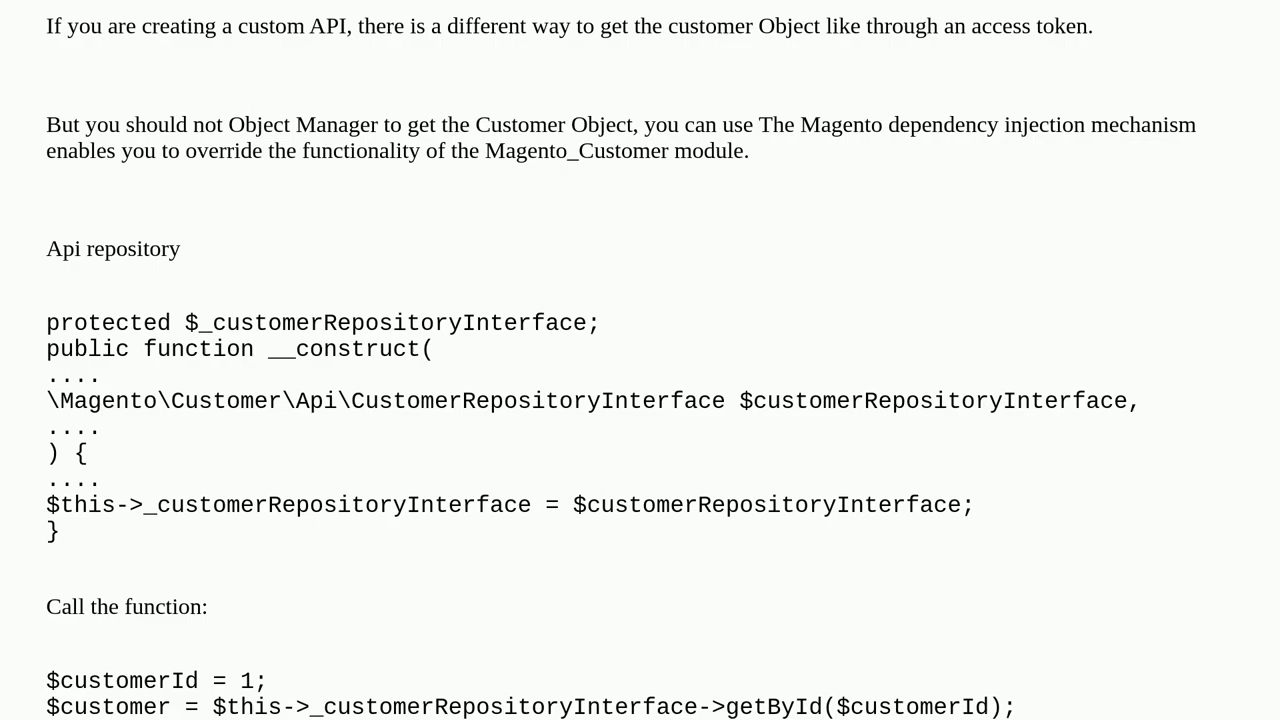 If you are creating a custom API, there is a different way to get the customer Object like through an access token.
But you should not Object Manager to get the Customer Object, you can use The Magento dependency injection mechanism
enables you to override the functionality of the Magento_Customer module.
Api repository
protected $_customerRepositoryInterface;
public function __construct(
....
\Magento\Customer\Api\CustomerRepositoryInterface $customerRepositoryInterface,
....
) {
....
$this->_customerRepositoryInterface = $customerRepositoryInterface;
}
Call the function:
$customerId = 1;
$customer = $this->_customerRepositoryInterface->getById($customerId);